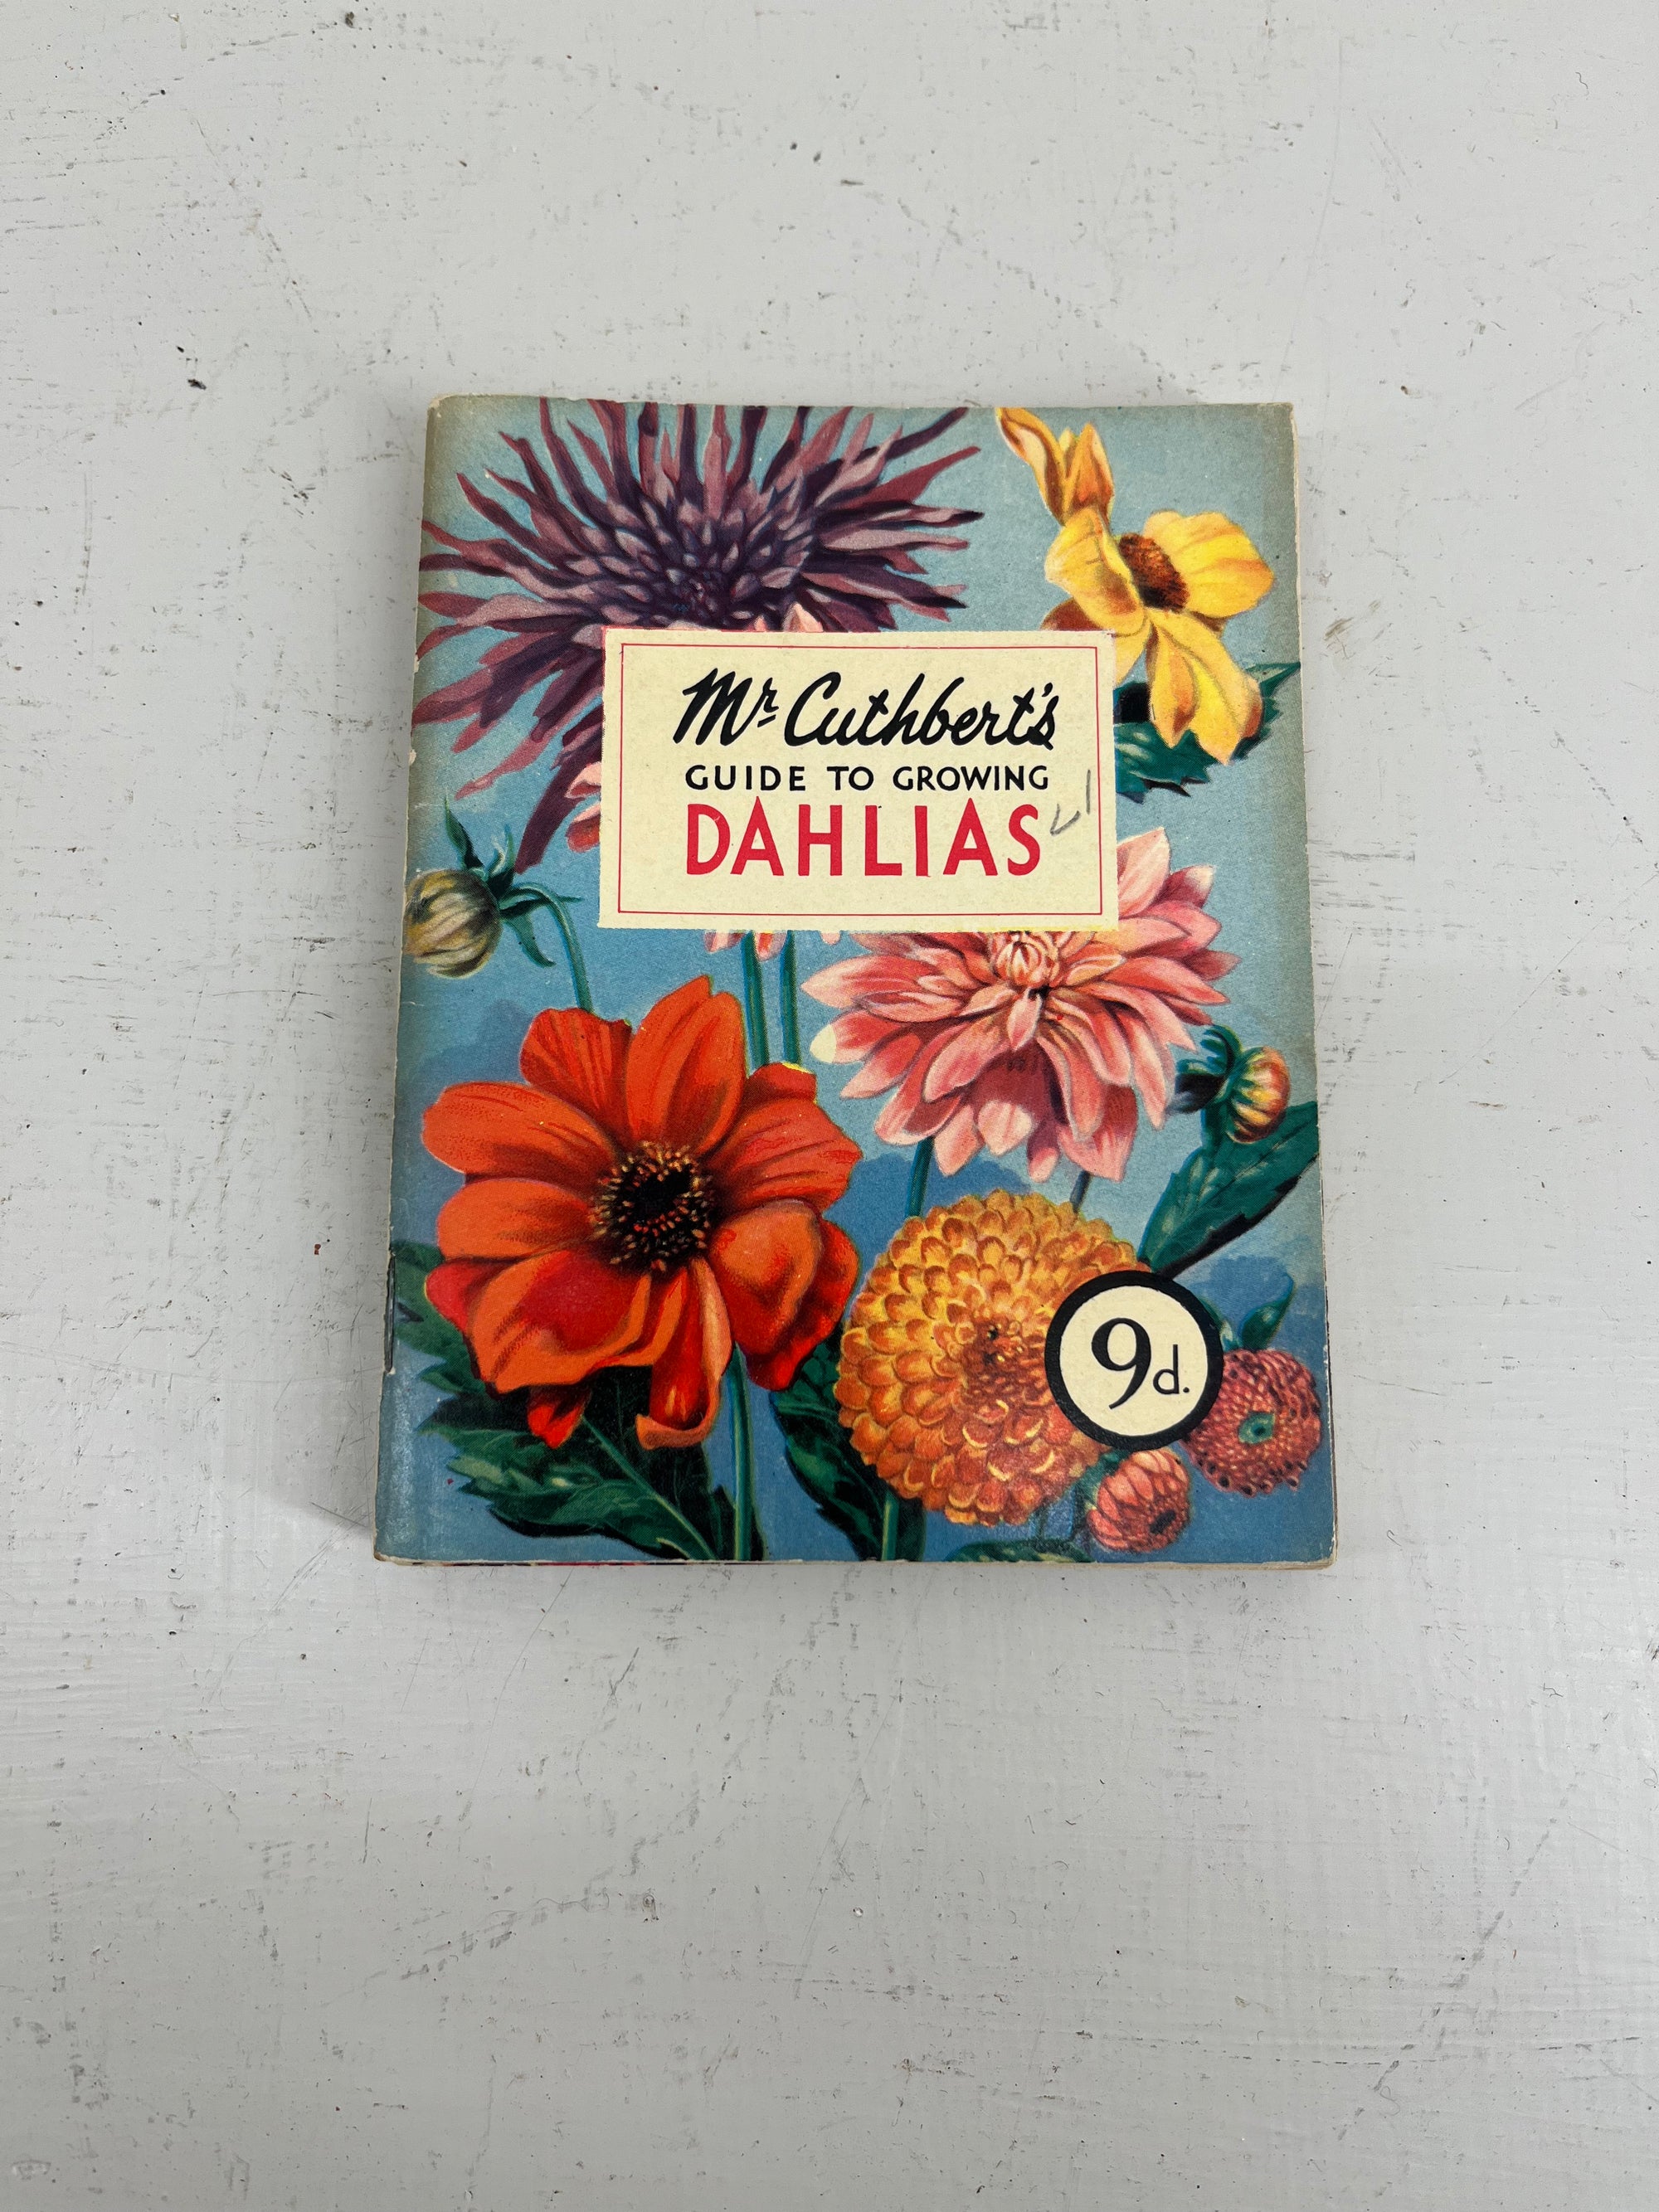 Mr Cuthbert's
GUIDE TO GROWING
DAHLIAS
9d.